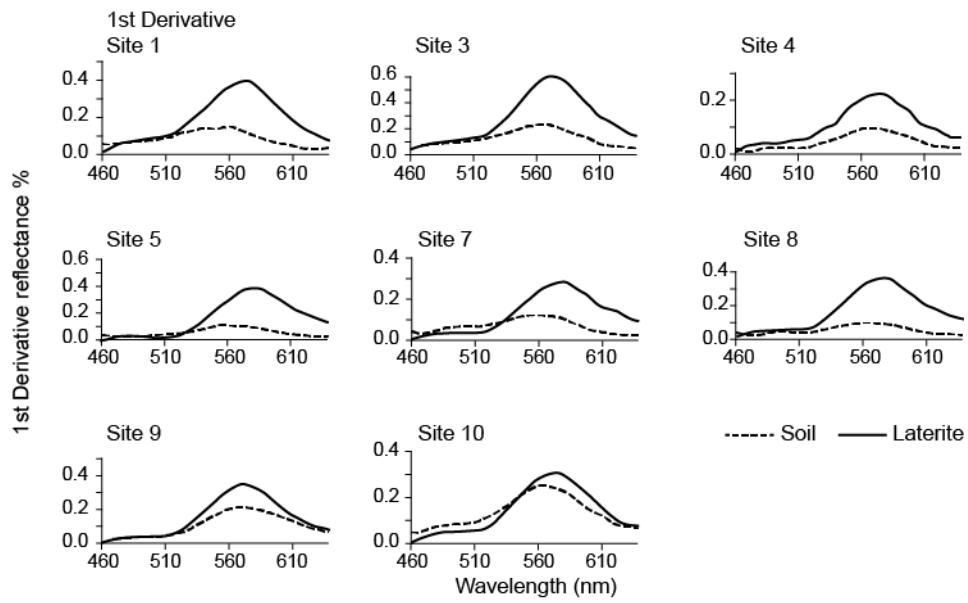 1st Derivative
Site 1
0.4
0.2
0.0
460 510 560 610
Site 3
0.6
0.4
0.2
0.0
460 510 560 610
Site 4
0.2
0.0
460 510 560 610
1st Derivative reflectance %
Site 5
0.6
0.4
0.2
0.0
460 510 560 610
Site 7
0.4
0.2
0.0
460 510 560 610
Site 8
0.4
0.2
0.0
460 510 560 610
Site 9
0.4
0.2
0.0
460 510 560 610
Site 10
0.4
0.2
0.0
460 510 560 610
Soil Laterite
Wavelength (nm)